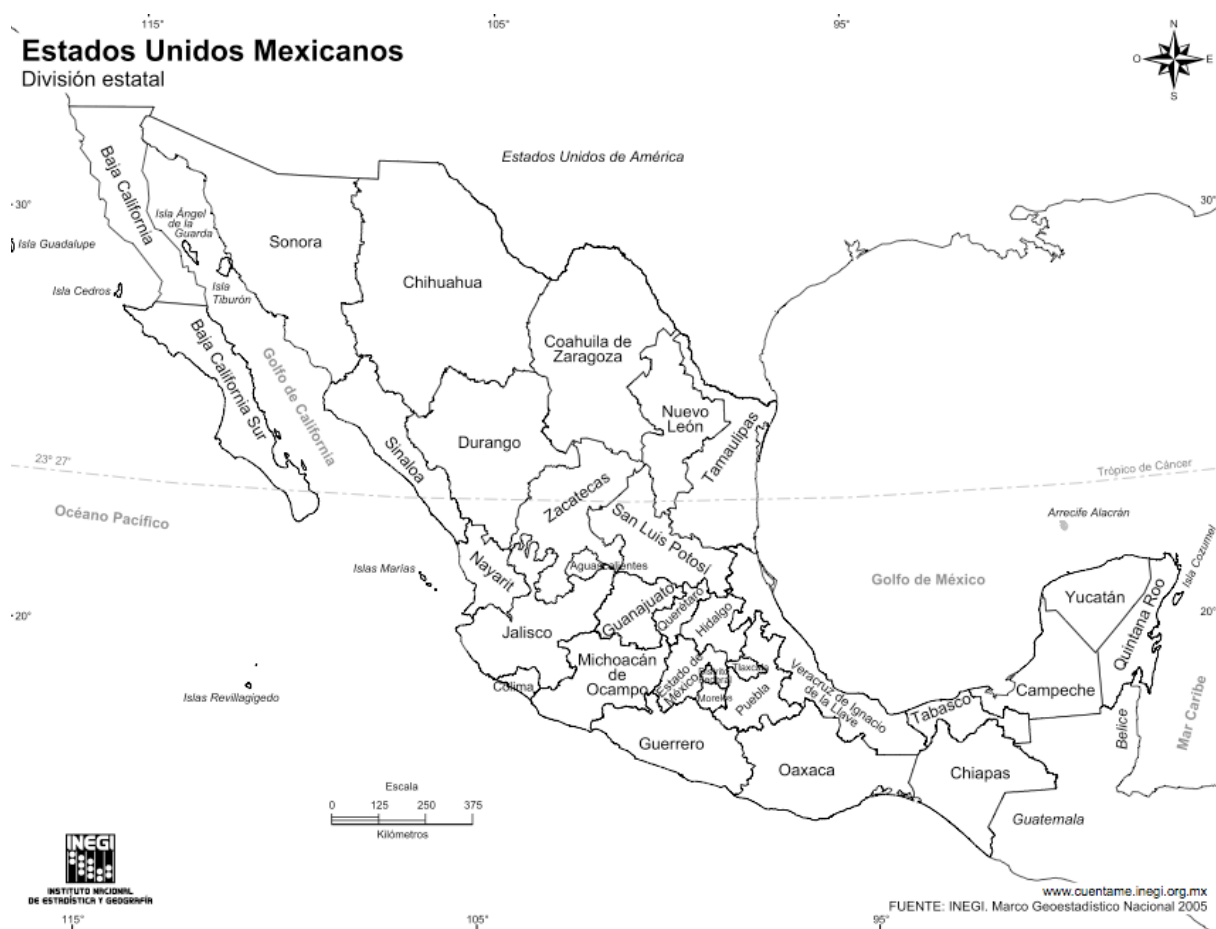 115°
105°
95°
Estados Unidos Mexicanos
División estatal
N
O
E
S
Estados Unidos de América
30°
30°
Baja California
Isla Ángel
de la
Guarda
Isla Guadalupe
Sonora
Isla Cedros
Isla
Tiburón
Chihuahua
Coahuila de
Zaragoza
Baja California Sur
Golfo de California
Nuevo
León
Tamaulipas
Sinaloa
Durango
23° 27'
Trópico de Cáncer
Océano Pacífico
Zacatecas
San Luis Potosí
Arrecife Alacrán
Isla Cozumel
Islas Marías
Nayarit
Aguascalientes
Golfo de México
Yucatán
Quintana Roo
20°
20°
Guanajuato
Querétaro
Hidalgo
Jalisco
Michoacán
de
Ocampo
Estado de
México
Distrito
Federal
Tlaxcala
Morelos
Puebla
Veracruz de Ignacio
de la Llave
Colima
Islas Revillagigedo
Campeche
Tabasco
Belice
Mar Caribe
Guerrero
Oaxaca
Chiapas
Guatemala
Escala
0 125 250 375
Kilómetros
INEGI
INSTITUTO NACIONAL
DE ESTADÍSTICA Y GEOGRAFÍA
www.cuentame.inegi.org.mx
FUENTE: INEGI. Marco Geoestadístico Nacional 2005
115°
105°
95°